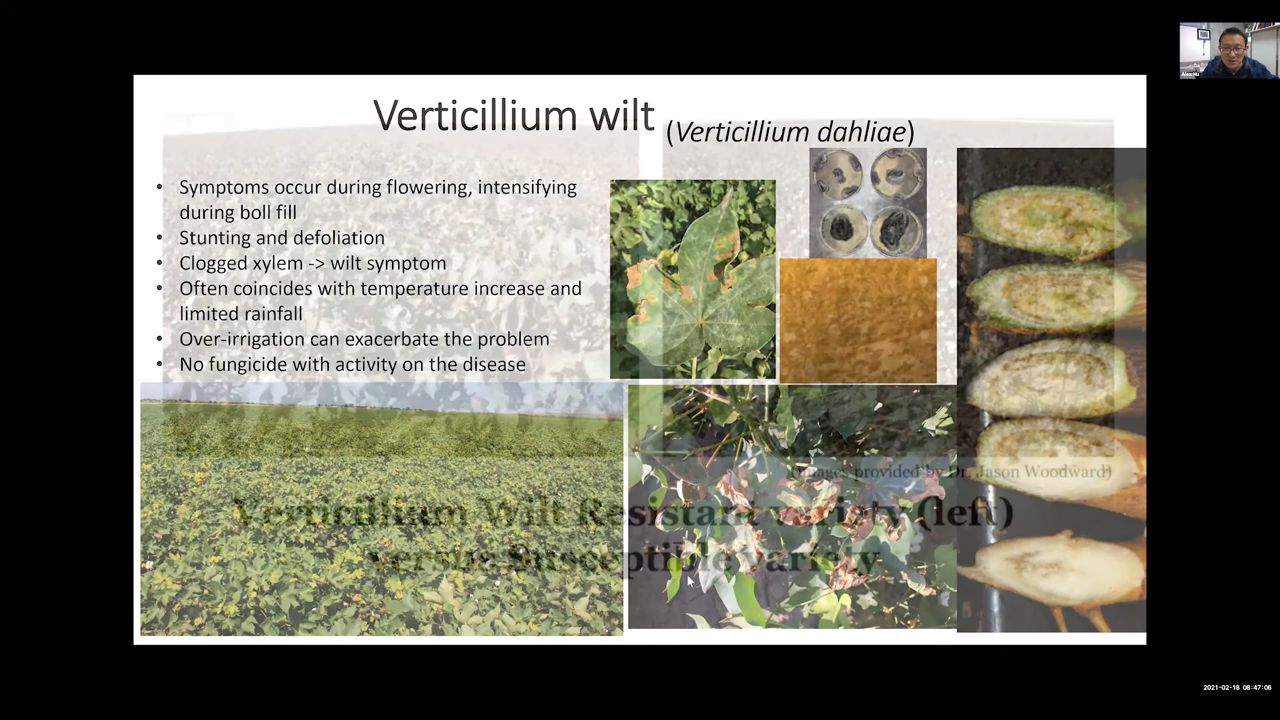 Verticillium wilt (Verticillium dahliae)
• Symptoms occur during flowering, intensifying
during boll fill
• Stunting and defoliation
• Clogged xylem -> wilt symptom
• Often coincides with temperature increase and
limited rainfall
• Over-irrigation can exacerbate the problem
• No fungicide with activity on the disease
(Images provided by Dr. Jason Woodward)
Verticillium Wilt Resistant variety (left)
versus Susceptible variety
2021-02-18 08:47:06